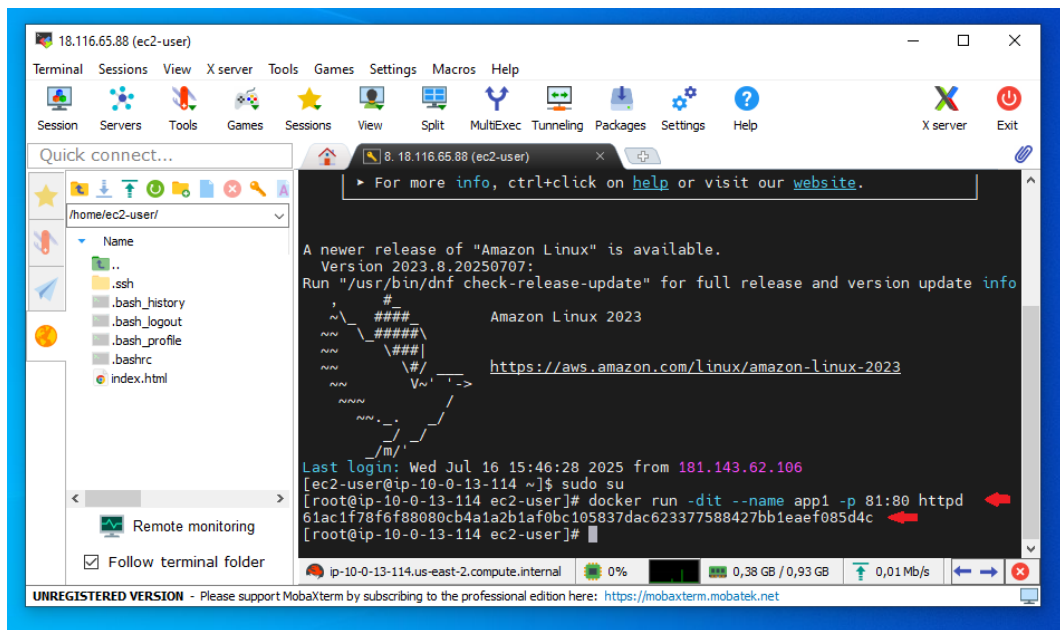 18.116.65.88 (ec2-user)
Terminal Sessions View X server Tools Games Settings Macros Help
Session Servers Tools Games Sessions View Split MultiExec Tunneling Packages Settings Help X server Exit
Quick connect...
8. 18.116.65.88 (ec2-user)
/home/ec2-user/
Name
..
.ssh
.bash_history
.bash_logout
.bash_profile
.bashrc
index.html
Remote monitoring
Follow terminal folder
► For more info, ctrl+click on help or visit our website.
A newer release of "Amazon Linux" is available.
Version 2023.8.20250707:
Run "/usr/bin/dnf check-release-update" for full release and version update info
,     #_
~\_  ####_        Amazon Linux 2023
~~  \_#####\
~~     \###|
~~       \#/ ___   https://aws.amazon.com/linux/amazon-linux-2023
~~       V~' '->
~~~         /
~~._.   _/
_/ _/
_/m/'
Last login: Wed Jul 16 15:46:28 2025 from 181.143.62.106
[ec2-user@ip-10-0-13-114 ~]$ sudo su
[root@ip-10-0-13-114 ec2-user]# docker run -dit --name app1 -p 81:80 httpd
61ac1f78f6f88080cb4a1a2b1af0bc105837dac623377588427bb1eaef085d4c
[root@ip-10-0-13-114 ec2-user]#
ip-10-0-13-114.us-east-2.compute.internal 0% 0,38 GB / 0,93 GB 0,01 Mb/s
UNREGISTERED VERSION - Please support MobaXterm by subscribing to the professional edition here: https://mobaxterm.mobatek.net